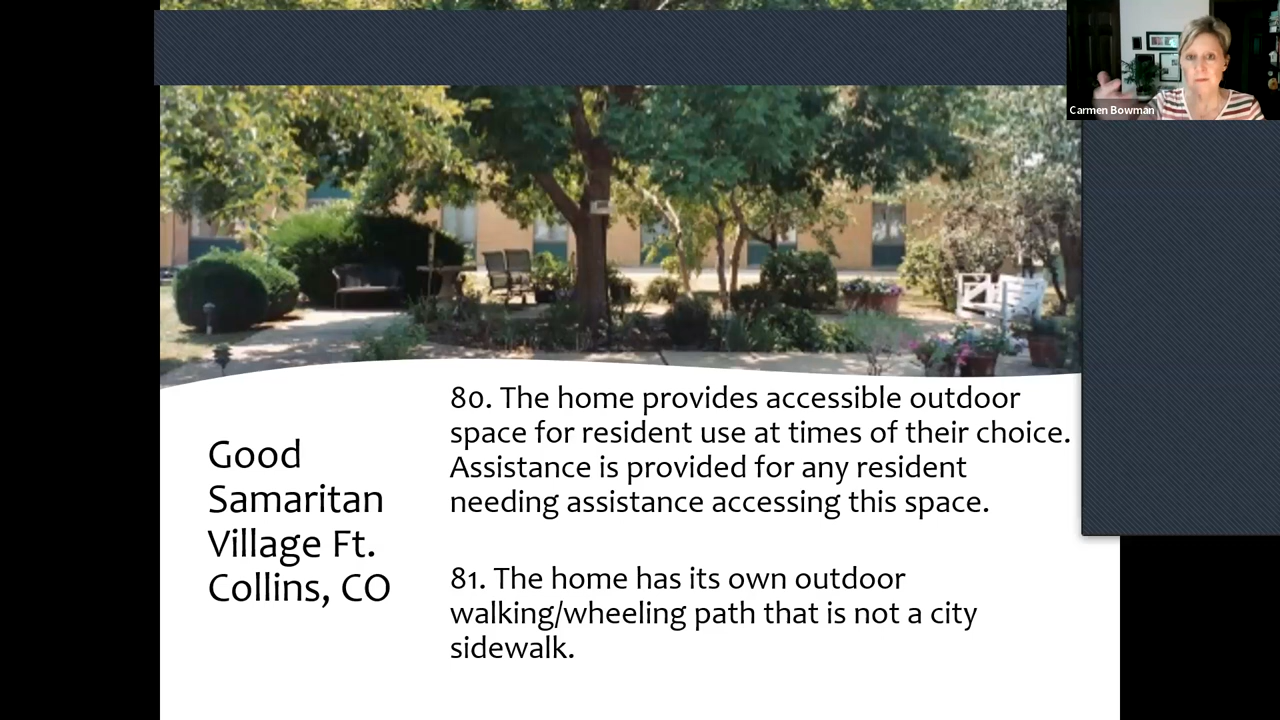 Carmen Bowman
Good
Samaritan
Village Ft.
Collins, CO
80. The home provides accessible outdoor
space for resident use at times of their choice.
Assistance is provided for any resident
needing assistance accessing this space.
81. The home has its own outdoor
walking/wheeling path that is not a city
sidewalk.